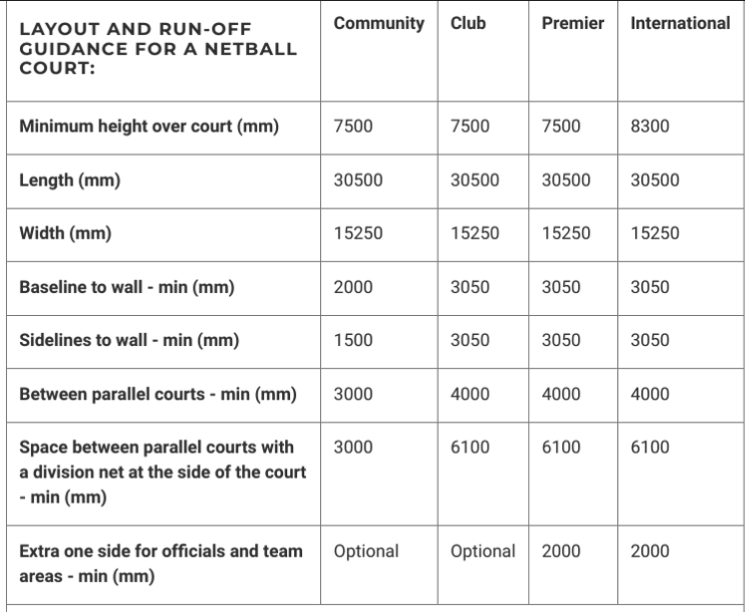 LAYOUT AND RUN-OFF
GUIDANCE FOR A NETBALL
COURT:
Community Club Premier International
Minimum height over court (mm) 7500 7500 7500 8300
Length (mm) 30500 30500 30500 30500
Width (mm) 15250 15250 15250 15250
Baseline to wall - min (mm) 2000 3050 3050 3050
Sidelines to wall - min (mm) 1500 3050 3050 3050
Between parallel courts - min (mm) 3000 4000 4000 4000
Space between parallel courts with 3000 6100 6100 6100
a division net at the side of the court
- min (mm)
Extra one side for officials and team Optional Optional 2000 2000
areas - min (mm)